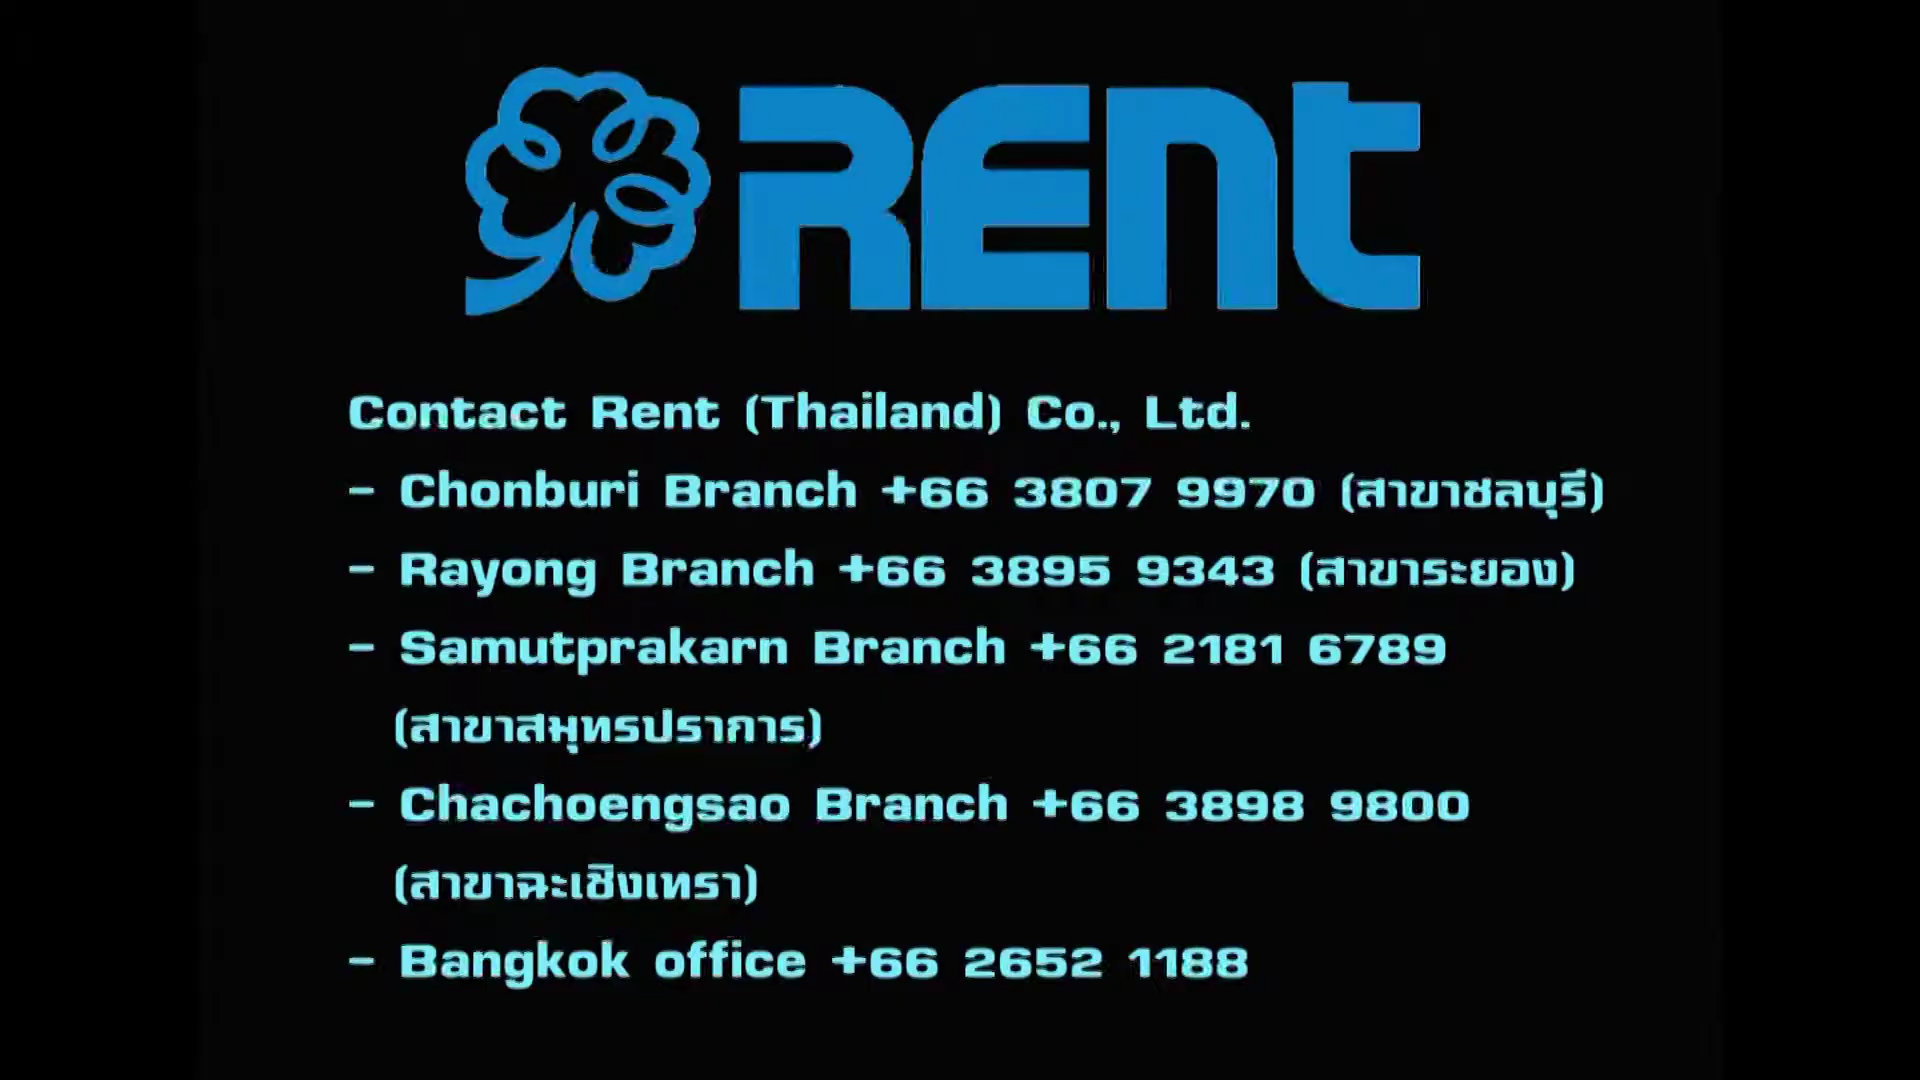 RENT
Contact Rent (Thailand) Co., Ltd.
- Chonburi Branch +66 3807 9970 (สาขาชลบุรี)
- Rayong Branch +66 3895 9343 (สาขาระยอง)
- Samutprakarn Branch +66 2181 6789
(สาขาสมุทรปราการ)
- Chachoengsao Branch +66 3898 9800
(สาขาฉะเชิงเทรา)
- Bangkok office +66 2652 1188